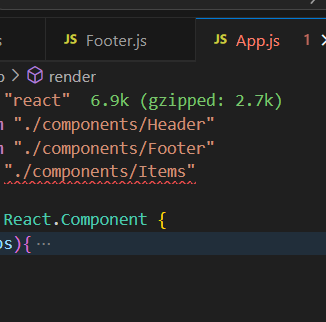 s JS Footer.js JS App.js 1
render
"react" 6.9k (gzipped: 2.7k)
"./components/Header"
"./components/Footer"
"./components/Items"
React.Component {
s){ ···